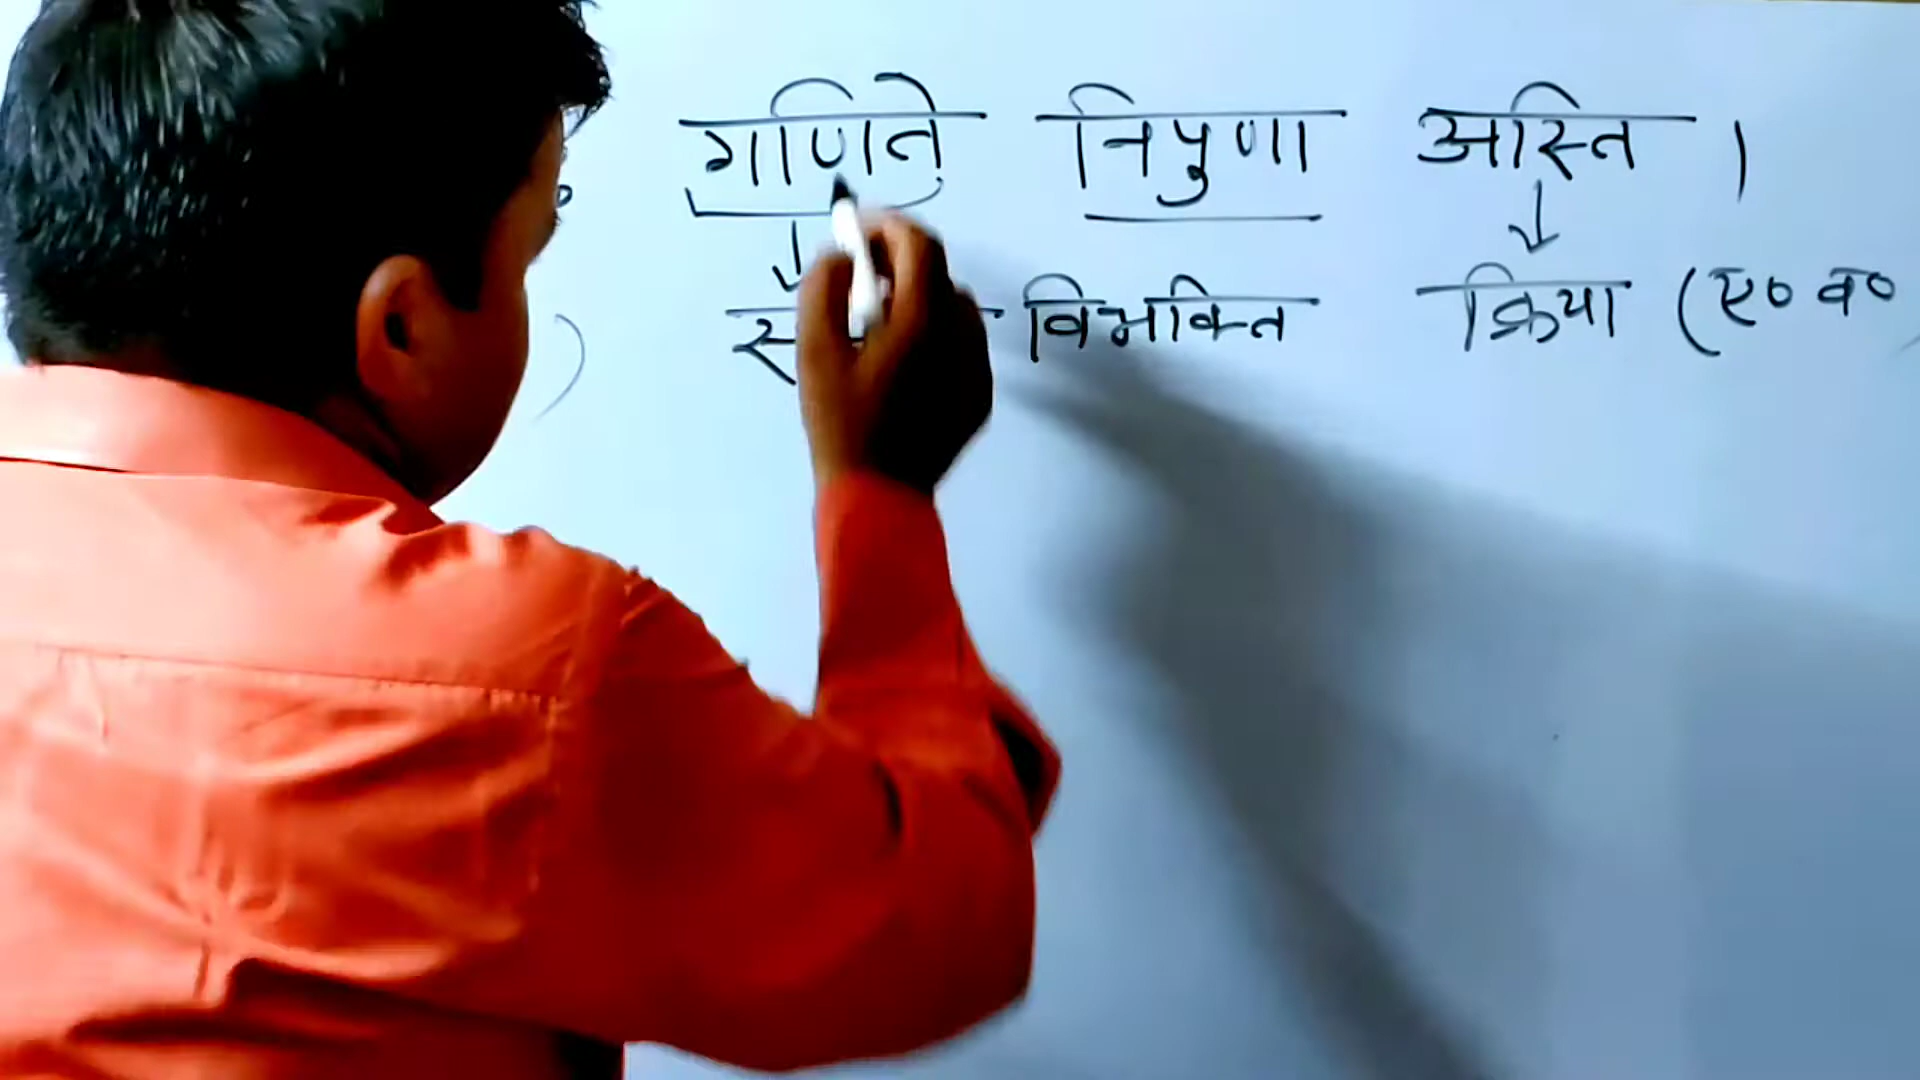 गणिते निपुणा अस्ति ।
विभक्ति क्रिया (ए० व०